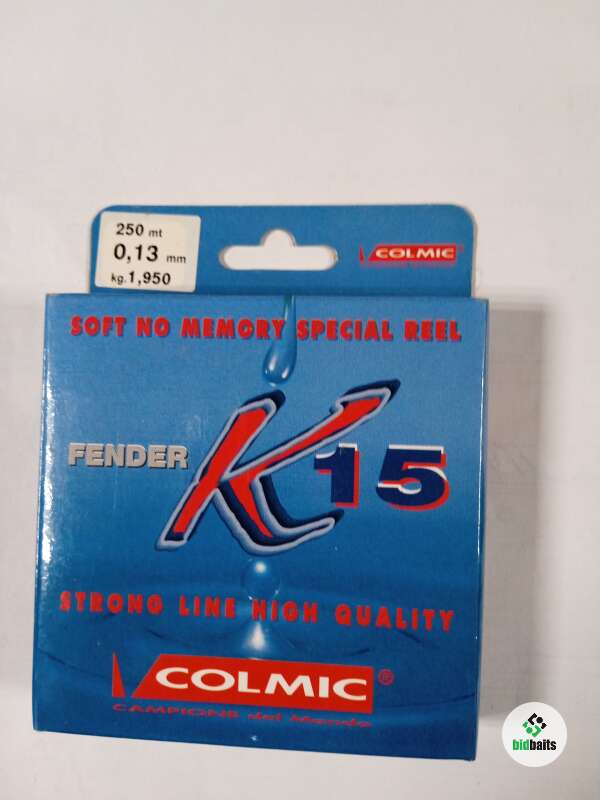 250 mt
0,13 mm
kg.1,950
COLMIC
SOFT NO MEMORY SPECIAL REEL
FENDER K15
STRONG LINE HIGH QUALITY
COLMIC®
CAMPIONE del Mondo
bidbaits